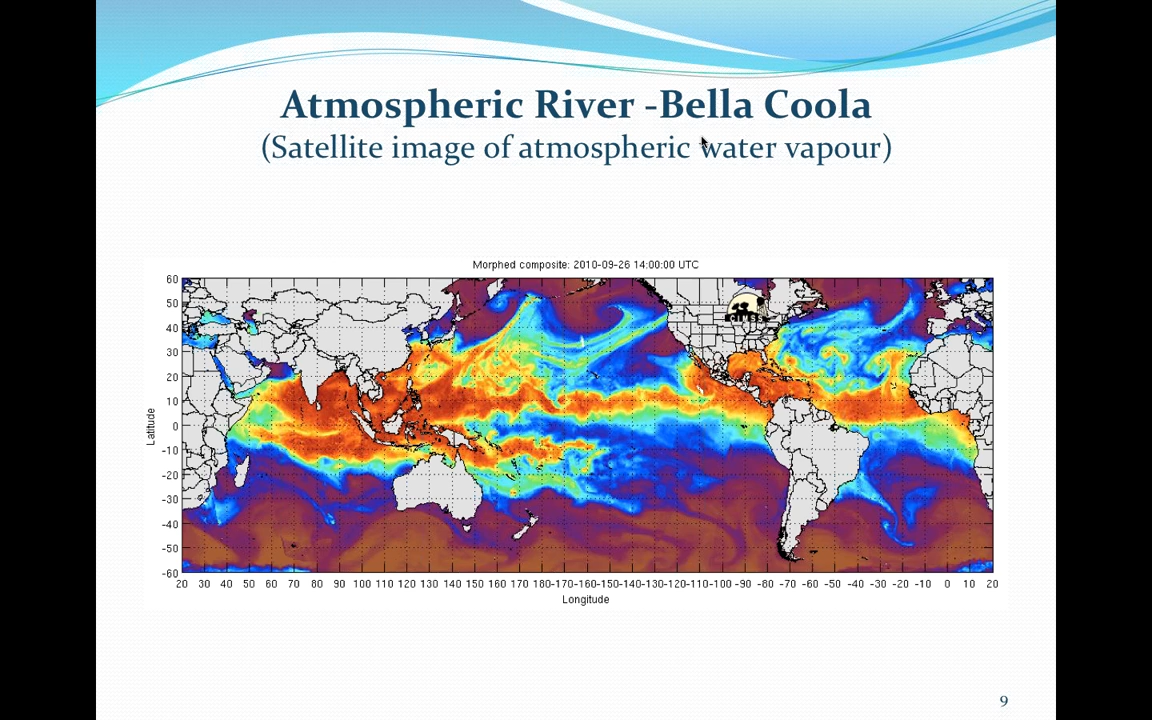 Atmospheric River -Bella Coola
(Satellite image of atmospheric water vapour)
Morphed composite: 2010-09-26 14:00:00 UTC
60
50
40
30
20
10
0
-10
-20
-30
-40
-50
-60
Latitude
CIMSS
20 30 40 50 60 70 80 90 100 110 120 130 140 150 160 170 180-170-160-150-140-130-120-110-100 -90 -80 -70 -60 -50 -40 -30 -20 -10 0 10 20
Longitude
9